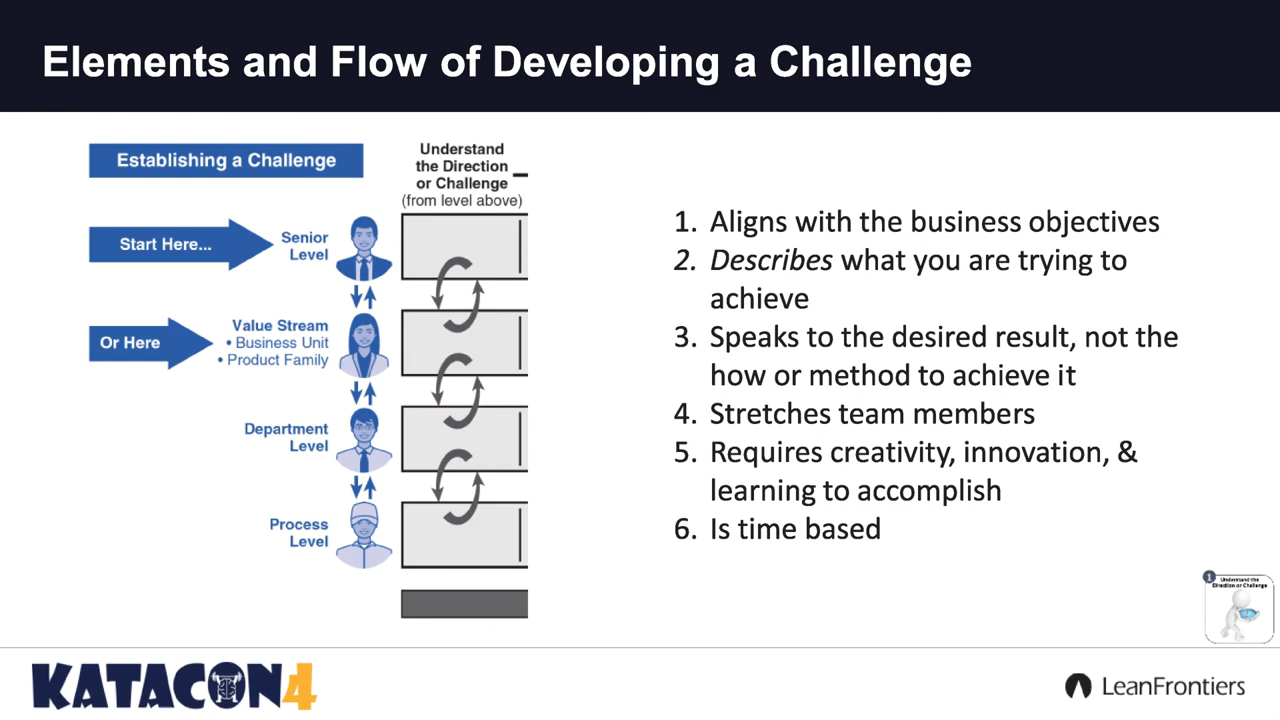 Elements and Flow of Developing a Challenge
Establishing a Challenge
Understand
the Direction
or Challenge
(from level above)
Start Here...
Senior
Level
Or Here
Value Stream
• Business Unit
• Product Family
Department
Level
Process
Level
1. Aligns with the business objectives
2. Describes what you are trying to
achieve
3. Speaks to the desired result, not the
how or method to achieve it
4. Stretches team members
5. Requires creativity, innovation, &
learning to accomplish
6. Is time based
1
Understand the
Direction or Challenge
KATACON4
LeanFrontiers